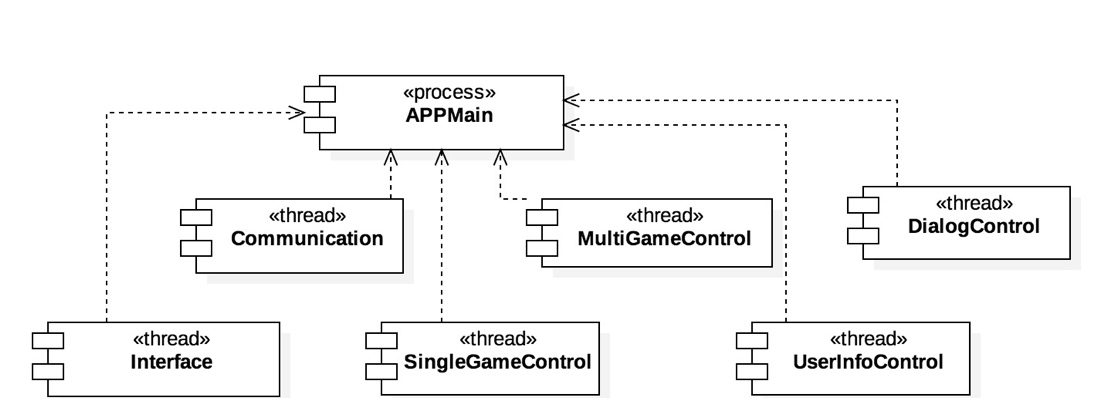 «process»
APPMain
«thread»
Communication
«thread»
MultiGameControl
«thread»
DialogControl
«thread»
Interface
«thread»
SingleGameControl
«thread»
UserInfoControl